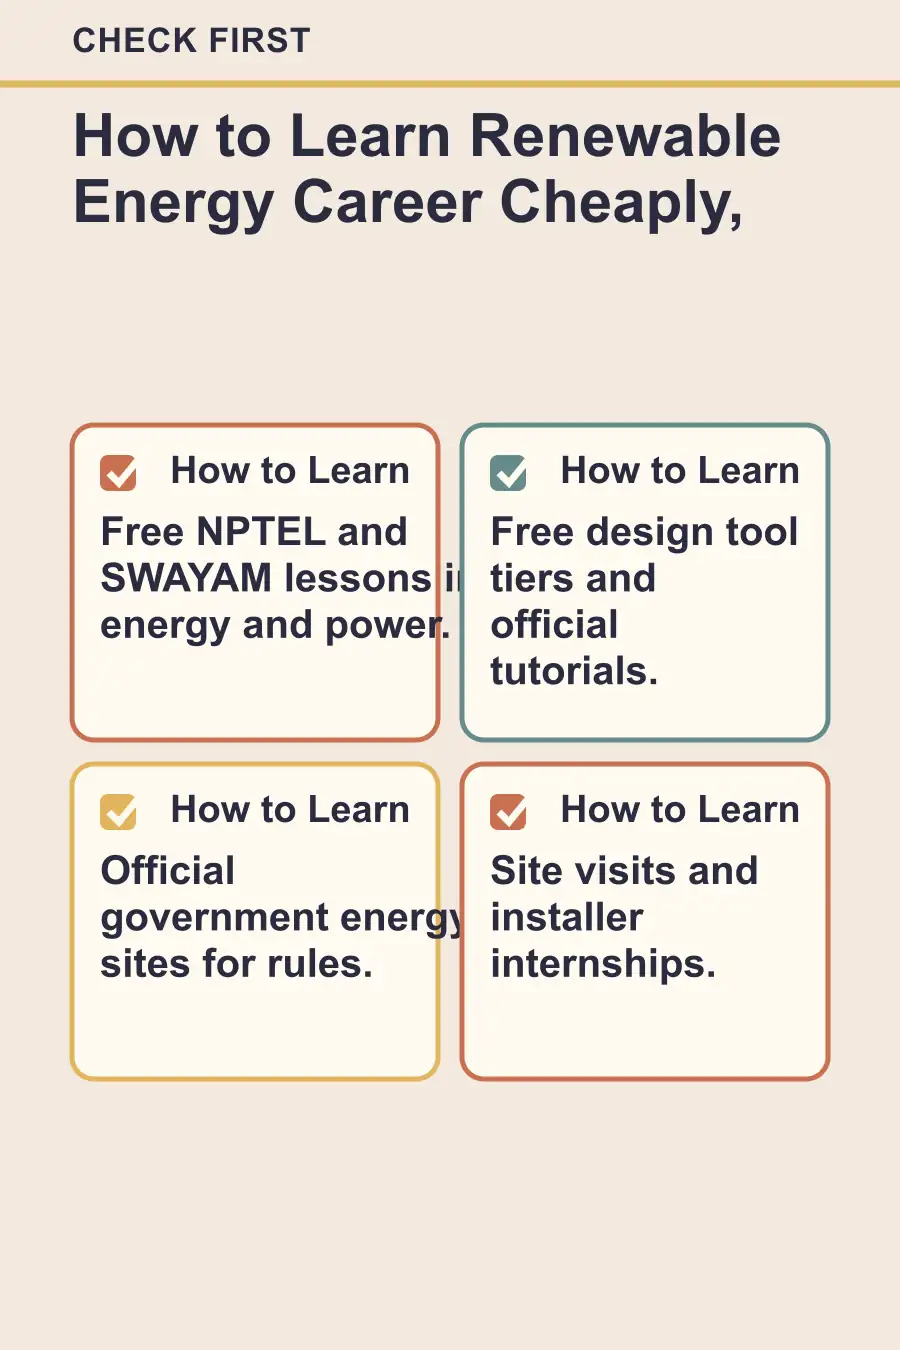 CHECK FIRST
How to Learn Renewable
Energy Career Cheaply,
How to Learn
Free NPTEL and
SWAYAM lessons
energy and power.
How to Learn
Free design tool
tiers and
official
tutorials.
How to Learn
Official
government energy
sites for rules.
How to Learn
Site visits and
installer
internships.